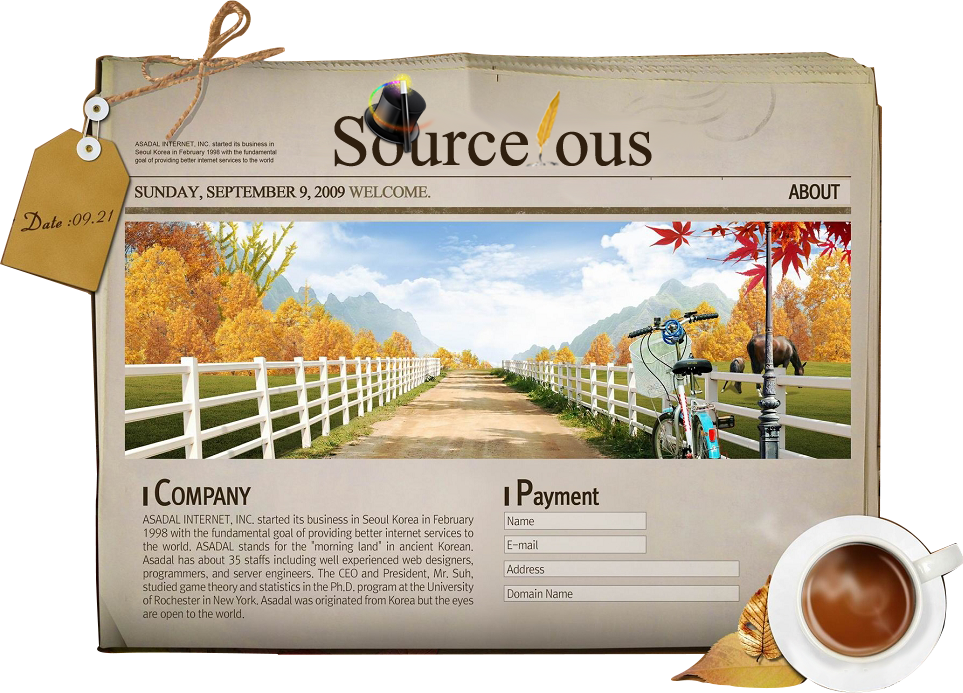 Source ous
ASADAL INTERNET, INC. started its business in
Seoul Korea in February 1998 with the fundamental
goal of providing better internet services to the world
SUNDAY, SEPTEMBER 9, 2009 WELCOME.
ABOUT
Date :09.21
COMPANY
ASADAL INTERNET, INC. started its business in Seoul Korea in February
1998 with the fundamental goal of providing better internet services to
the world. ASADAL stands for the "morning land" in ancient Korean.
Asadal has about 35 staffs including well experienced web designers,
programmers, and server engineers. The CEO and President, Mr. Suh,
studied game theory and statistics in the Ph.D. program at the University
of Rochester in New York. Asadal was originated from Korea but the eyes
are open to the world.
Payment
Name
E-mail
Address
Domain Name